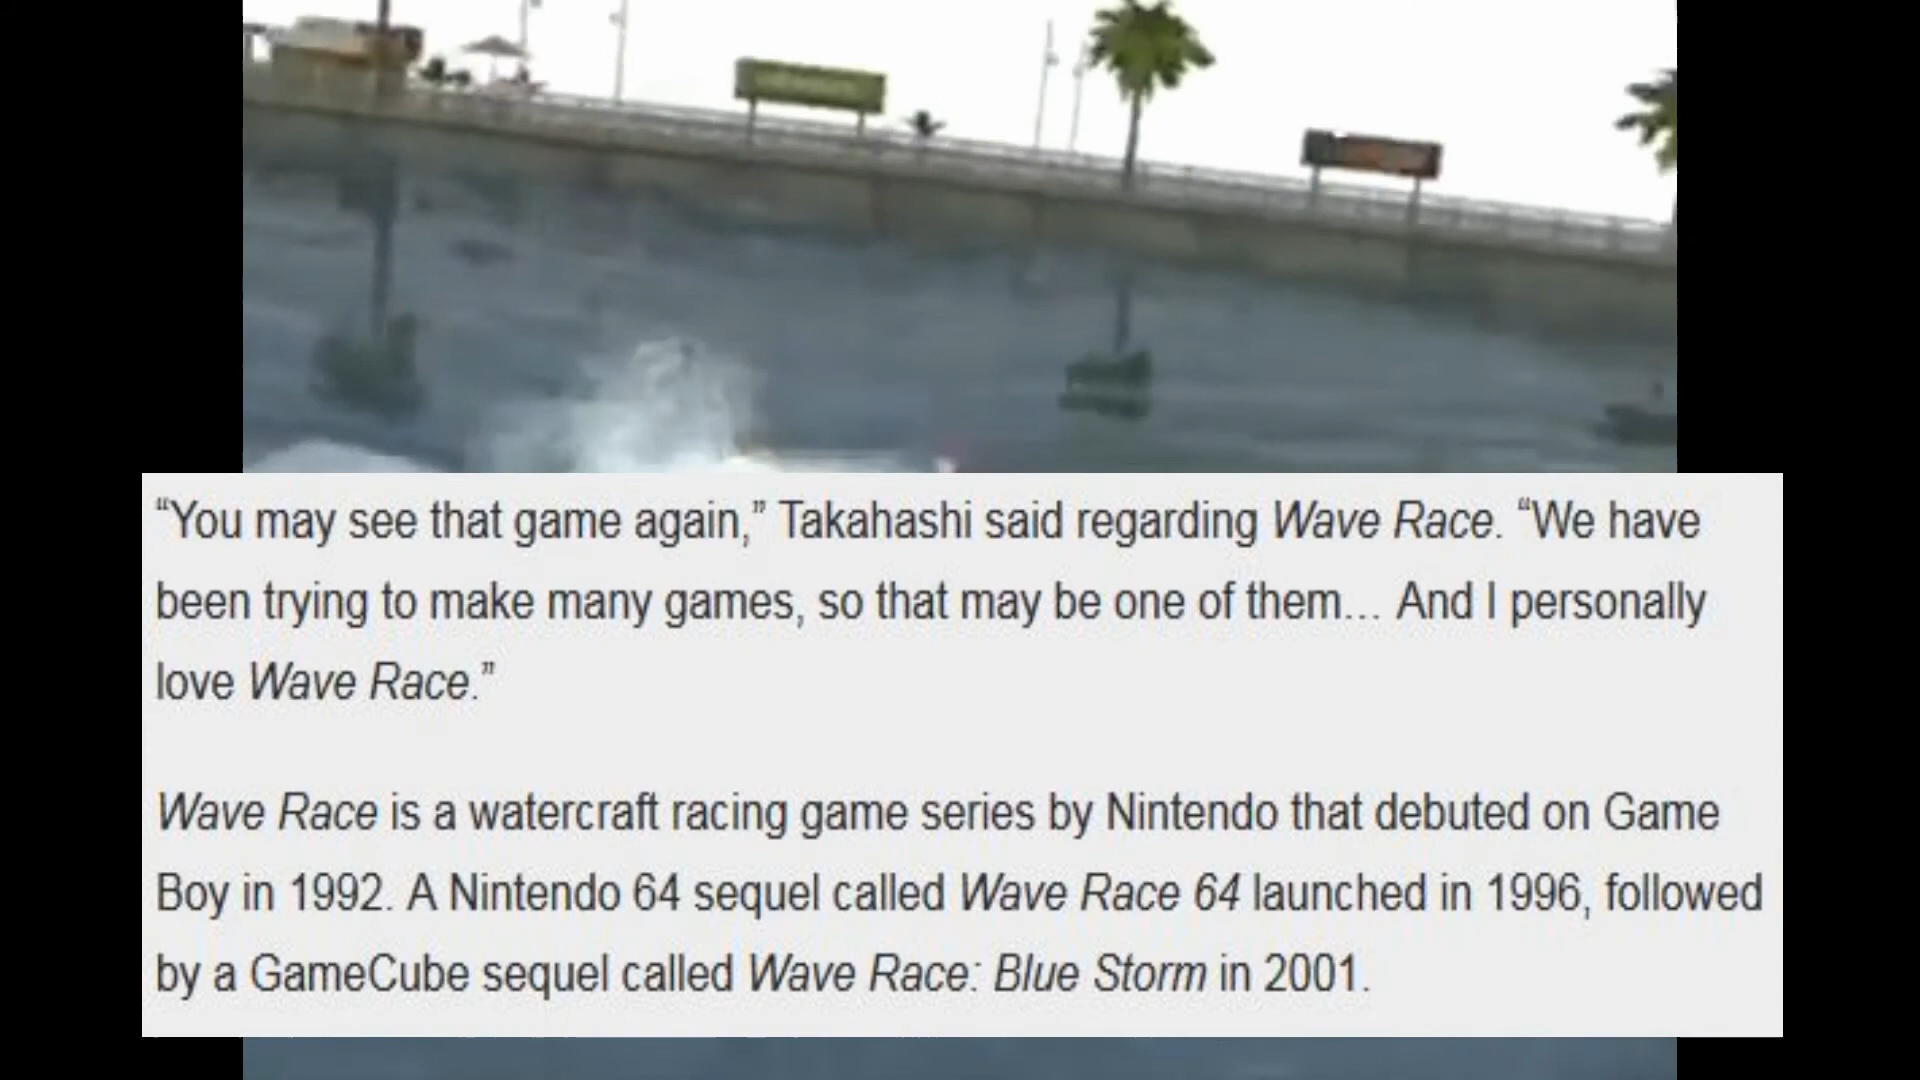 “You may see that game again,” Takahashi said regarding Wave Race. “We have
been trying to make many games, so that may be one of them... And I personally
love Wave Race.”
Wave Race is a watercraft racing game series by Nintendo that debuted on Game
Boy in 1992. A Nintendo 64 sequel called Wave Race 64 launched in 1996, followed
by a GameCube sequel called Wave Race: Blue Storm in 2001.